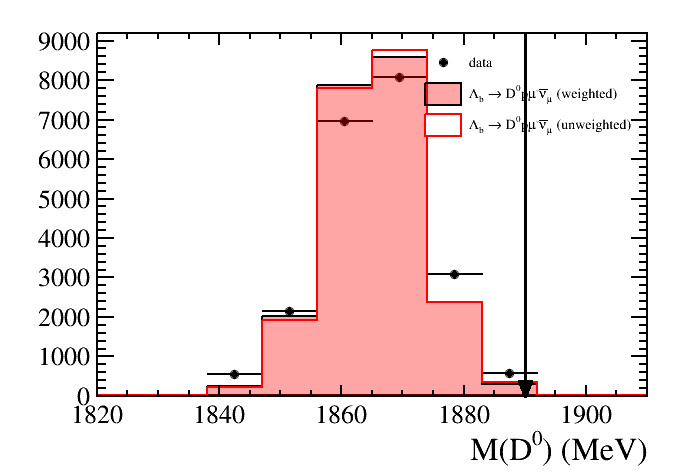 9000
8000
7000
6000
5000
4000
3000
2000
1000
0
data
Λb → D⁰pμ ν̅μ (weighted)
Λb → D⁰pμ ν̅μ (unweighted)
1820 1840 1860 1880 1900
M(D⁰) (MeV)